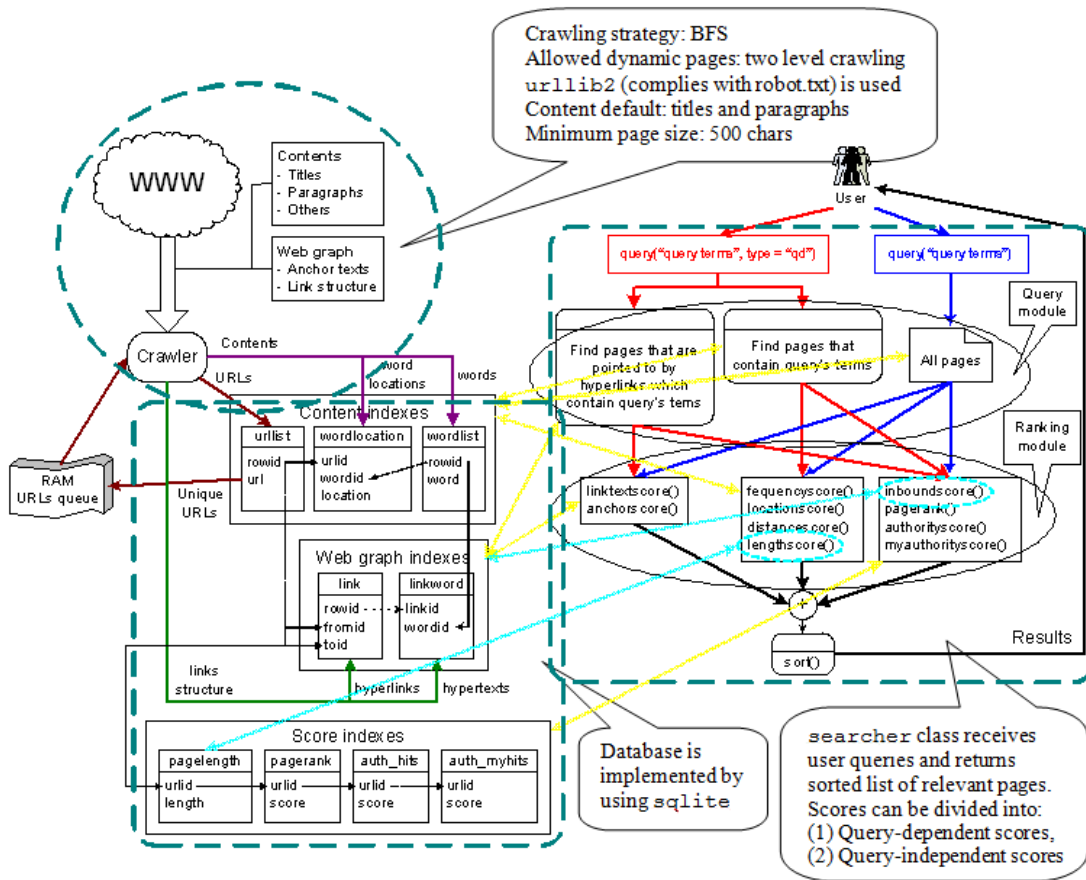 Crawling strategy: BFS
Allowed dynamic pages: two level crawling
urllib2 (complies with robot.txt) is used
Content default: titles and paragraphs
Minimum page size: 500 chars
WWW
Contents
- Titles
- Paragraphs
- Others
Web graph
- Anchor texts
- Link structure
Crawler
Contents
URLs
word
locations
words
RAM
URLs queue
Unique
URLs
Content indexes
urllist
rowid
url
wordlocation
urlid
wordid
location
wordlist
rowid
word
Web graph indexes
link
rowid
fromid
toid
linkword
linkid
wordid
links
structure
hyperlinks
hypertexts
Score indexes
pagelength
urlid
length
pagerank
urlid
score
auth_hits
urlid
score
auth_myhits
urlid
score
Database is
implemented by
using sqlite
User
query("query terms", type = "qd")
query("query terms")
Query
module
Find pages that are
pointed to by
hyperlinks which
contain query's tems
Find pages that
contain query's terms
All pages
Ranking
module
linktextscore()
anchorscore()
fequencyscore()
locationscore()
distancescore()
lengthscore()
inboundscore()
pagerank()
authorityscore()
myauthorityscore()
+
sort()
Results
searcher class receives
user queries and returns
sorted list of relevant pages.
Scores can be divided into:
(1) Query-dependent scores,
(2) Query-independent scores